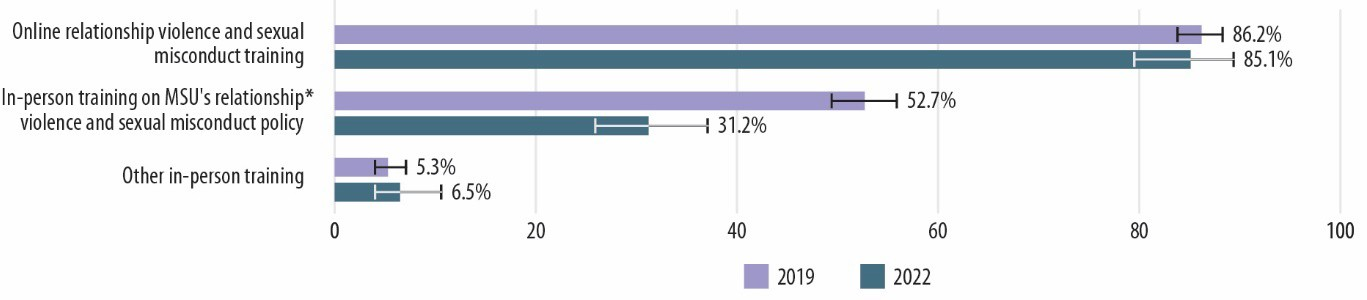 Online relationship violence and sexual
misconduct training
86.2%
85.1%
In-person training on MSU's relationship*
violence and sexual misconduct policy
52.7%
31.2%
Other in-person training
5.3%
6.5%
0 20 40 60 80 100
2019 2022